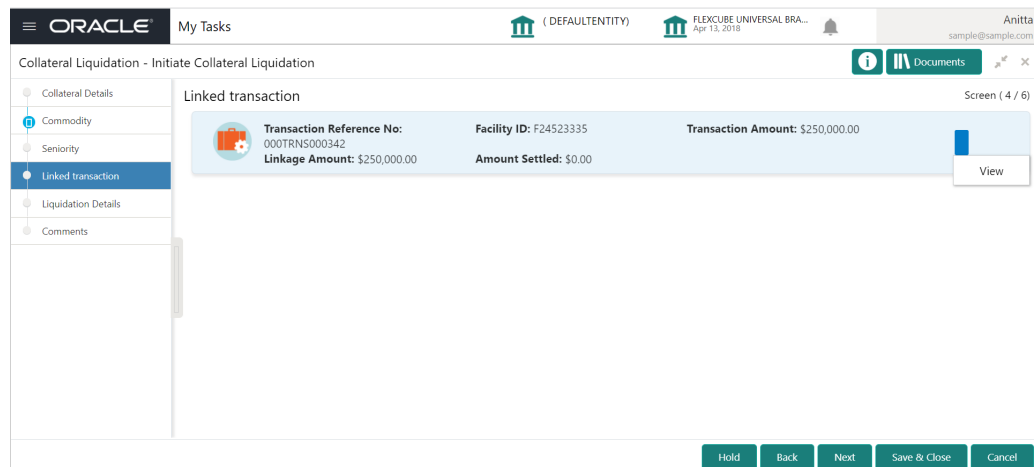 ORACLE
My Tasks
( DEFAULTENTITY)
FLEXCUBE UNIVERSAL BRA...
Apr 13, 2018
Anitta
sample@sample.com
Collateral Liquidation - Initiate Collateral Liquidation
Documents
Collateral Details
Commodity
Seniority
Linked transaction
Liquidation Details
Comments
Linked transaction
Screen ( 4 / 6)
Transaction Reference No: Facility ID: F24523335 Transaction Amount: $250,000.00
000TRNS000342
Linkage Amount: $250,000.00 Amount Settled: $0.00
View
Hold Back Next Save & Close Cancel